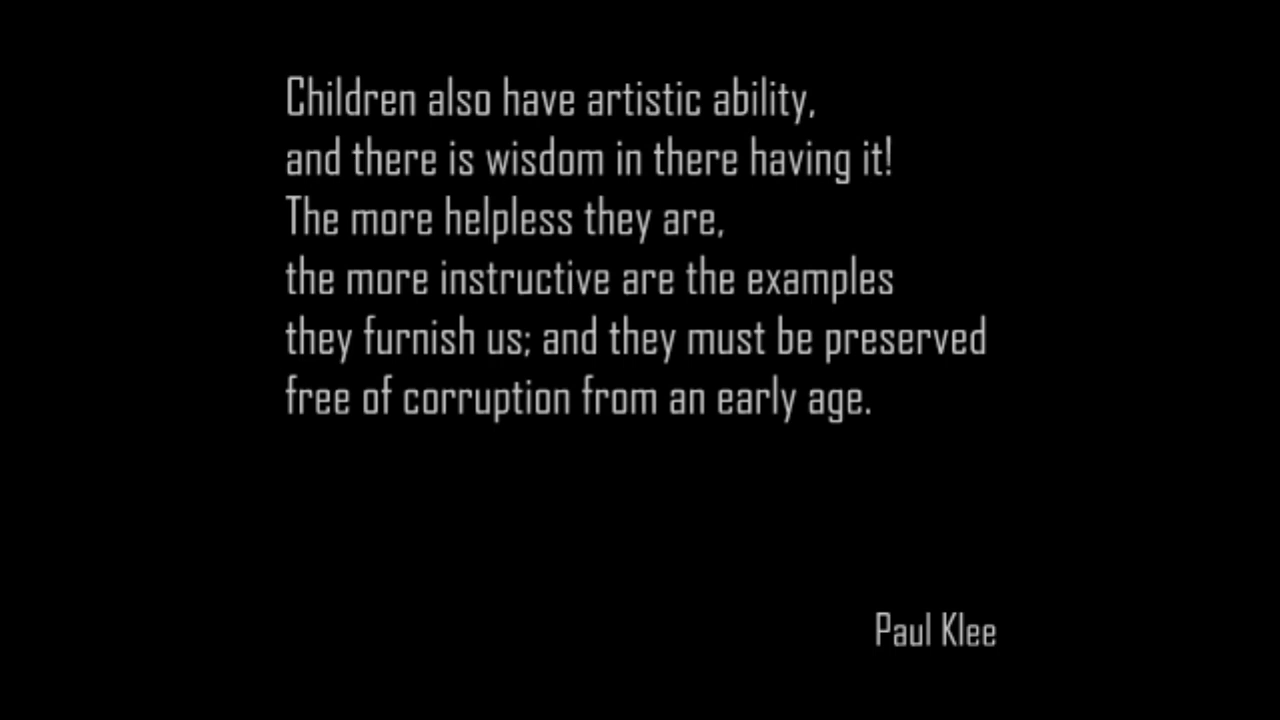 Children also have artistic ability,
and there is wisdom in there having it!
The more helpless they are,
the more instructive are the examples
they furnish us; and they must be preserved
free of corruption from an early age.
Paul Klee